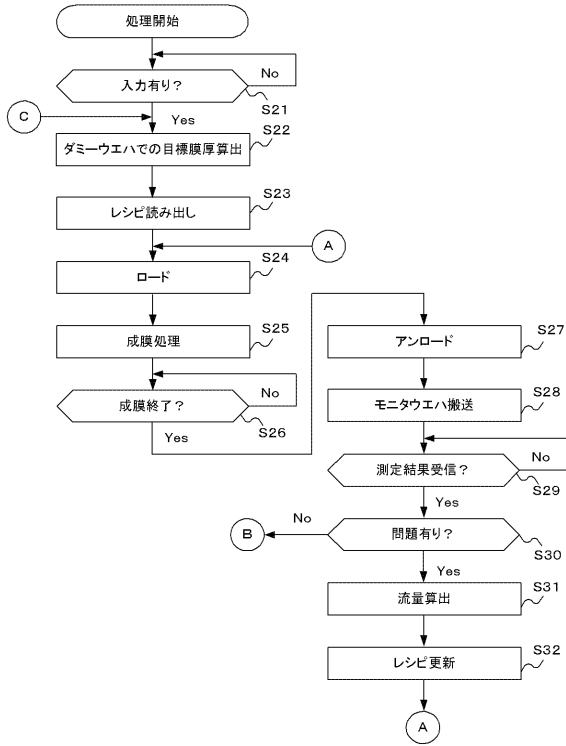 処理開始
No
入力有り？
S21
C
Yes
S22
ダミーウエハでの目標膜厚算出
S23
レシピ読み出し
A
S24
ロード
S25
成膜処理
No
成膜終了？
S26
Yes
S27
アンロード
S28
モニタウエハ搬送
No
測定結果受信？
S29
Yes
No
B
問題有り？
S30
Yes
S31
流量算出
S32
レシピ更新
A